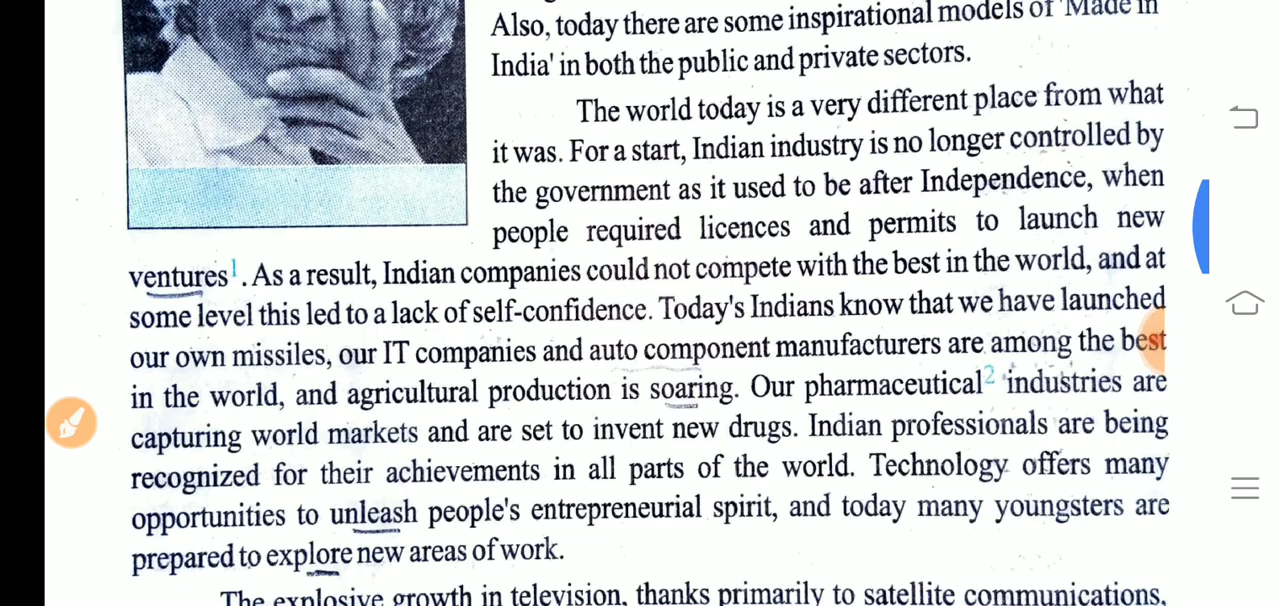 Also, today there are some inspirational models of 'Made in
India' in both the public and private sectors.
The world today is a very different place from what
it was. For a start, Indian industry is no longer controlled by
the government as it used to be after Independence, when
people required licences and permits to launch new
ventures1. As a result, Indian companies could not compete with the best in the world, and at
some level this led to a lack of self-confidence. Today's Indians know that we have launched
our own missiles, our IT companies and auto component manufacturers are among the best
in the world, and agricultural production is soaring. Our pharmaceutical2 industries are
capturing world markets and are set to invent new drugs. Indian professionals are being
recognized for their achievements in all parts of the world. Technology offers many
opportunities to unleash people's entrepreneurial spirit, and today many youngsters are
prepared to explore new areas of work.
The explosive growth in television, thanks primarily to satellite communications,